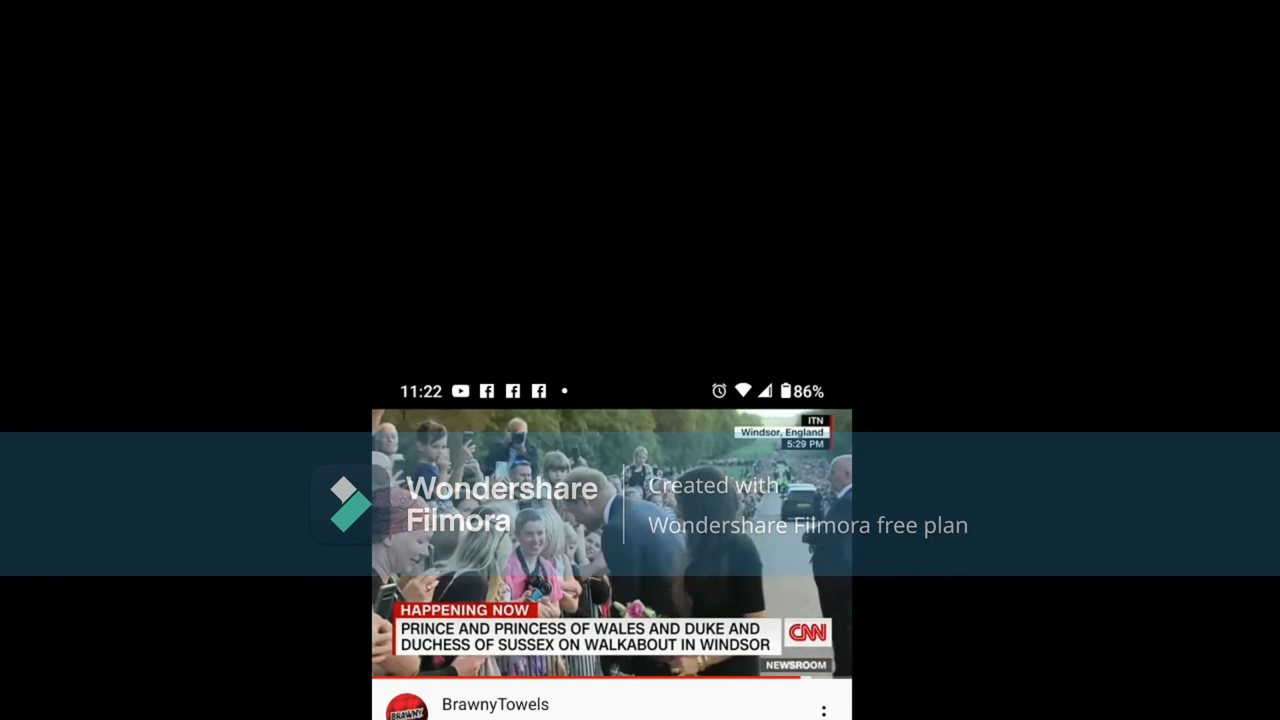 11:22
86%
ITN
Windsor, England
5:29 PM
Wondershare
Filmora
Created with
Wondershare Filmora free plan
HAPPENING NOW
PRINCE AND PRINCESS OF WALES AND DUKE AND
DUCHESS OF SUSSEX ON WALKABOUT IN WINDSOR
CNN
NEWSROOM
BrawnyTowels
BRAWNY